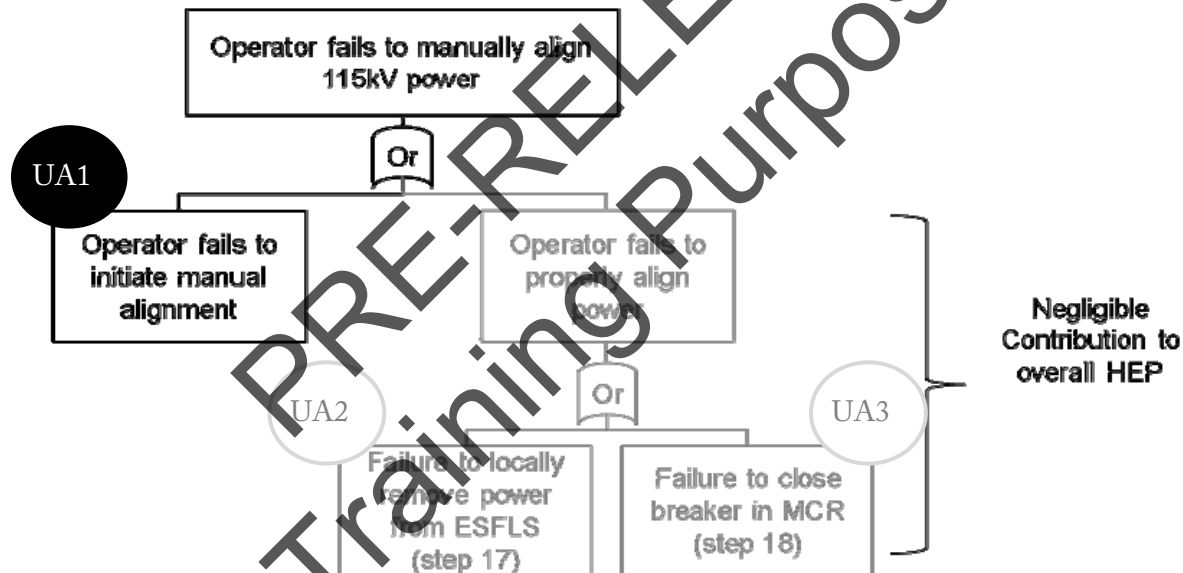 Operator fails to manually align
115kV power
Or
UA1
Operator fails to
initiate manual
alignment
Operator fails to
properly align
power
Negligible
Contribution to
overall HEP
Or
UA2
UA3
Failure to locally
remove power
from ESFLS
(step 17)
Failure to close
breaker in MCR
(step 18)
PRE-RELE
Training Purpos